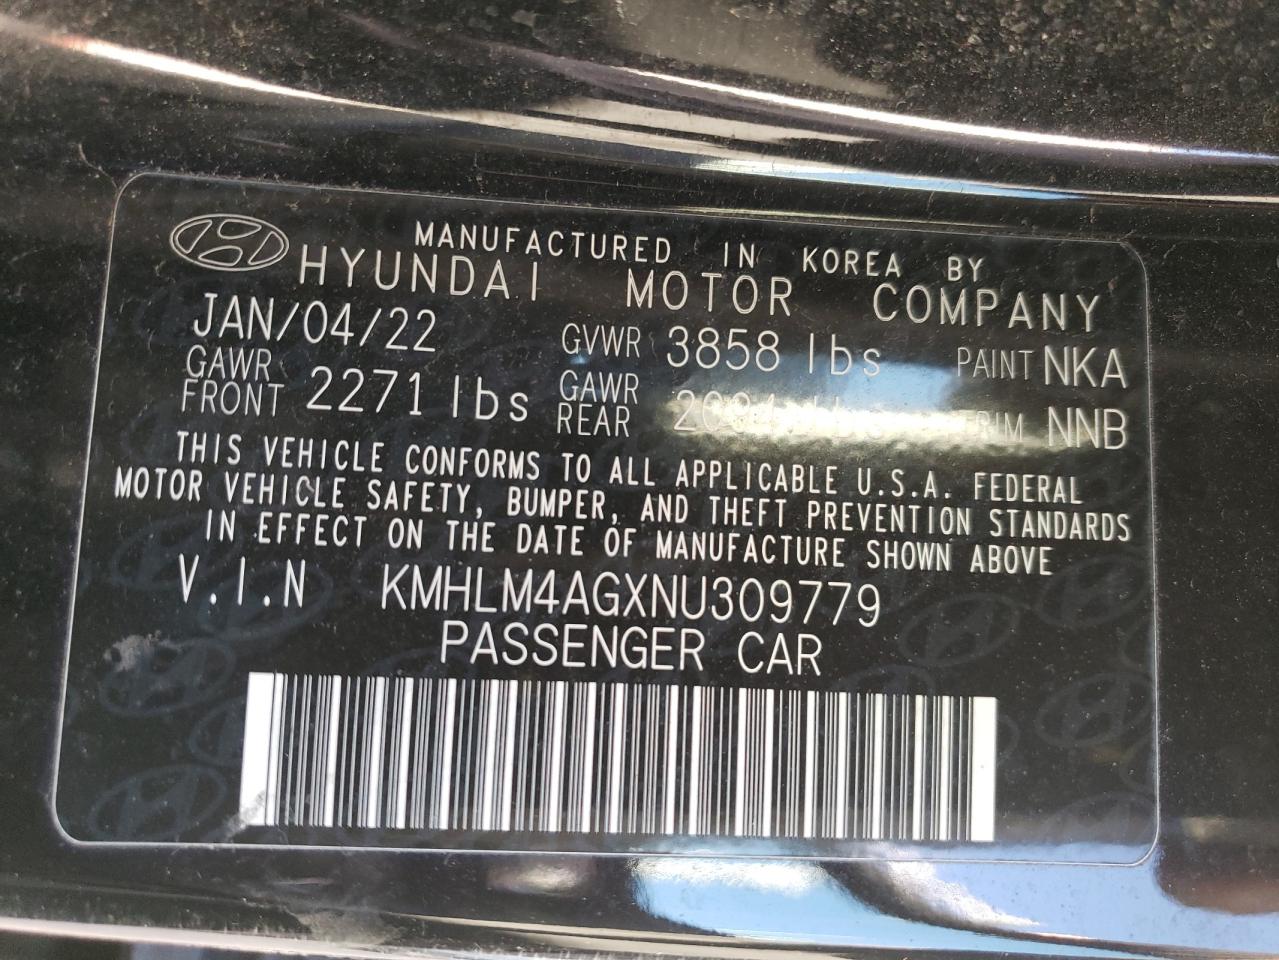 MANUFACTURED IN KOREA BY
HYUNDAI MOTOR COMPANY
JAN/04/22 GVWR 3858 lbs PAINT NKA
GAWR FRONT 2271 lbs GAWR REAR lbs TRIM NNB
THIS VEHICLE CONFORMS TO ALL APPLICABLE U.S.A. FEDERAL
MOTOR VEHICLE SAFETY, BUMPER, AND THEFT PREVENTION STANDARDS
IN EFFECT ON THE DATE OF MANUFACTURE SHOWN ABOVE
V.I.N KMHLM4AGXNU309779
PASSENGER CAR